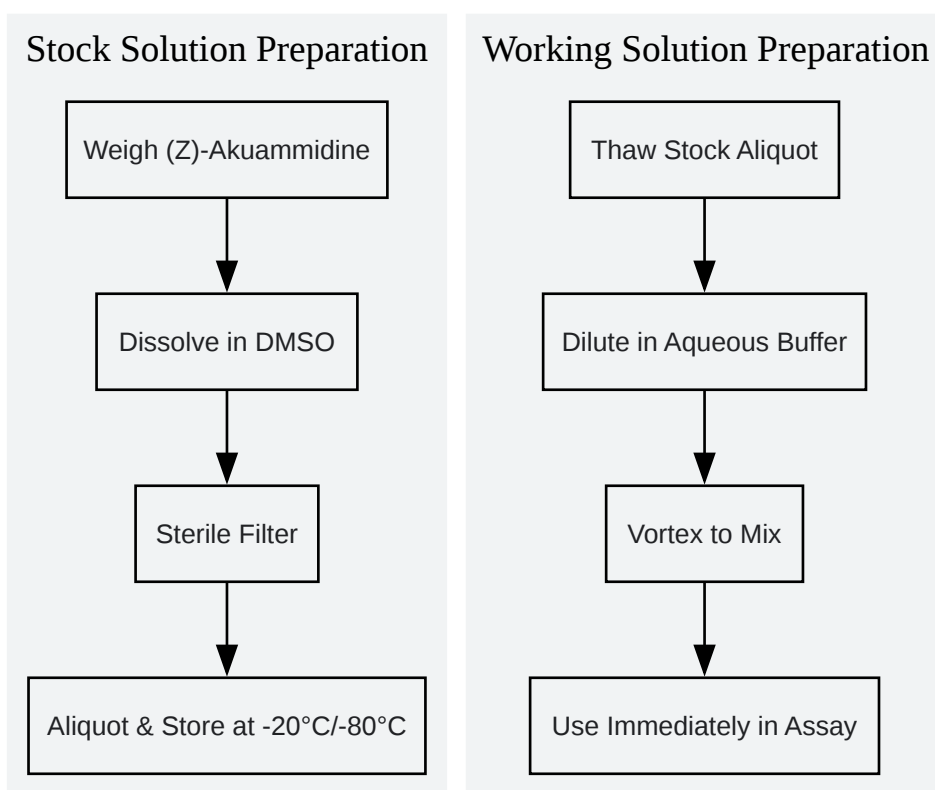 Stock Solution Preparation
Weigh (Z)-Akuammidine
Dissolve in DMSO
Sterile Filter
Aliquot & Store at -20°C/-80°C
Working Solution Preparation
Thaw Stock Aliquot
Dilute in Aqueous Buffer
Vortex to Mix
Use Immediately in Assay